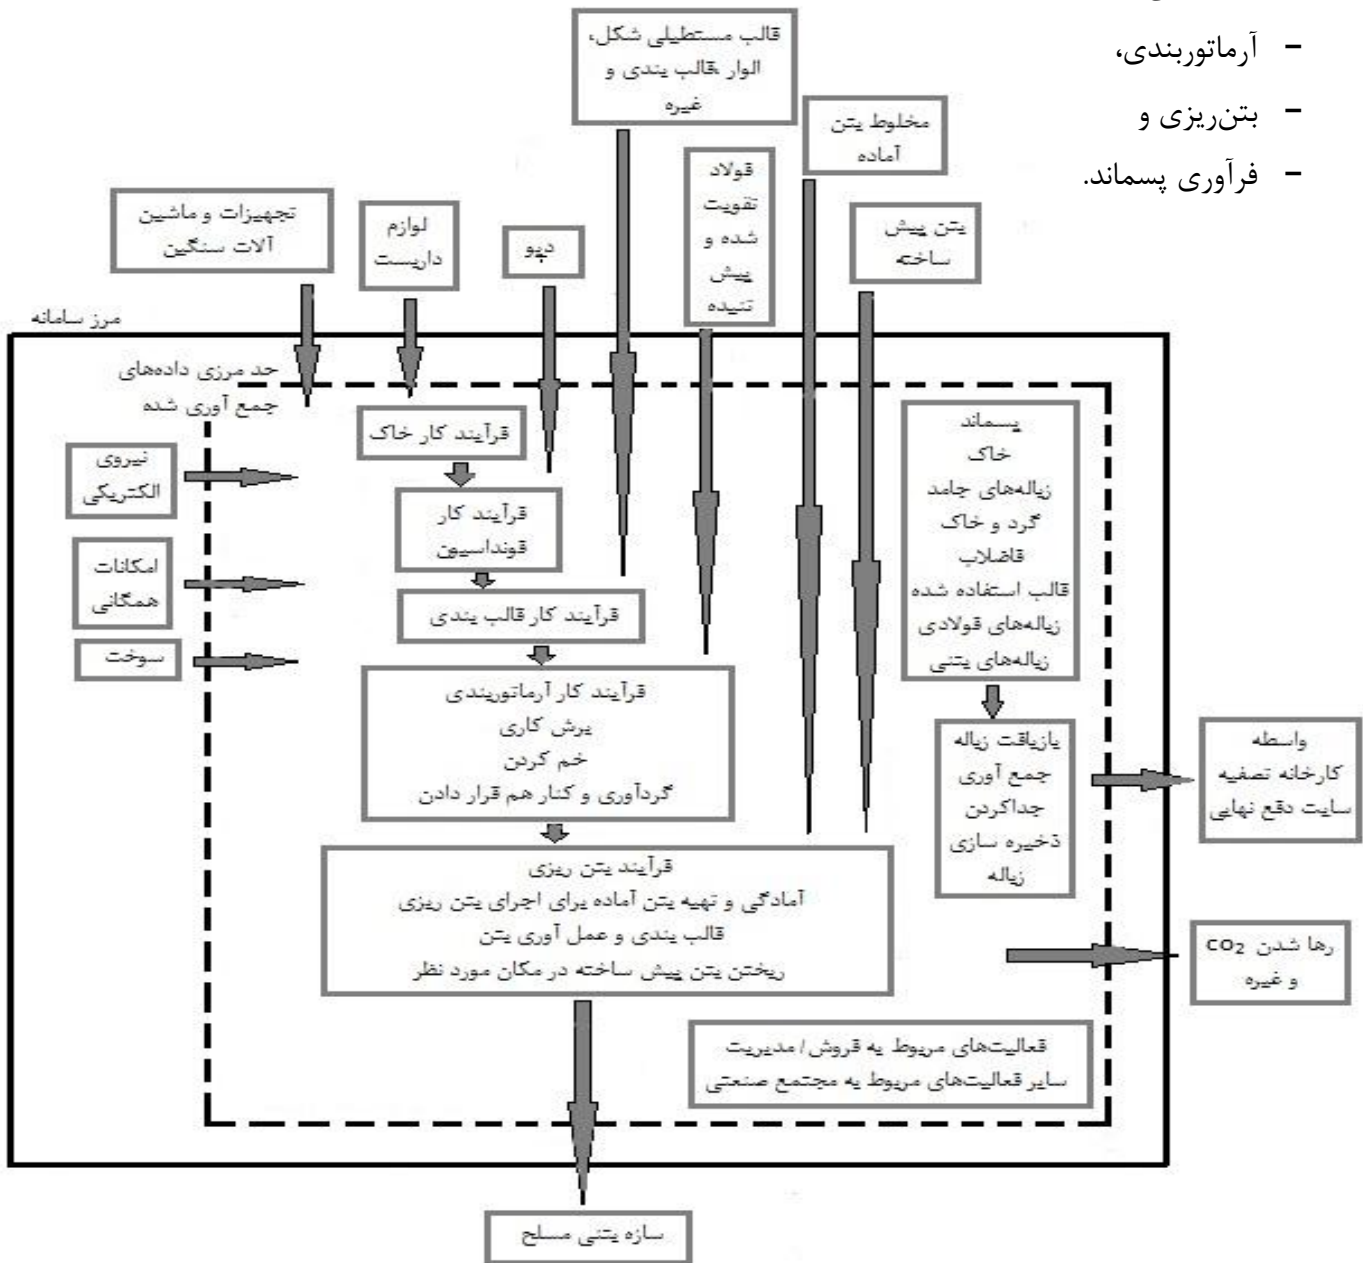 - آرماتوربندی،
- بتن‌ریزی و
- فرآوری پسماند.
قالب مستطیلی شکل،
الوار ،قالب بندی و
غیره
مخلوط بتن
آماده
فولاد
تقویت
شده و
پیش
تنیده
بتن پیش
ساخته
تجهیزات و ماشین
آلات سنگین
لوازم
داربست
دپو
مرز سامانه
حد مرزی داده‌های
جمع آوری شده
نیروی
الکتریکی
امکانات
همگانی
سوخت
فرآیند کار خاک
فرآیند کار
فونداسیون
فرآیند کار قالب بندی
فرآیند کار آرماتوربندی
برش کاری
خم کردن
گردآوری و کنار هم قرار دادن
فرآیند بتن ریزی
آمادگی و تهیه بتن آماده برای اجرای بتن ریزی
قالب بندی و عمل آوری بتن
ریختن بتن پیش ساخته در مکان مورد نظر
پسماند
خاک
زباله‌های جامد
گرد و خاک
فاضلاب
قالب استفاده شده
زباله‌های فولادی
زباله‌های بتنی
بازیافت زباله
جمع آوری
جداکردن
ذخیره سازی
زباله
واسطه
کارخانه تصفیه
سایت دفع نهایی
رها شدن CO₂
و غیره
فعالیت‌های مربوط به فروش/ مدیریت
سایر فعالیت‌های مربوط به مجتمع صنعتی
سازه بتنی مسلح